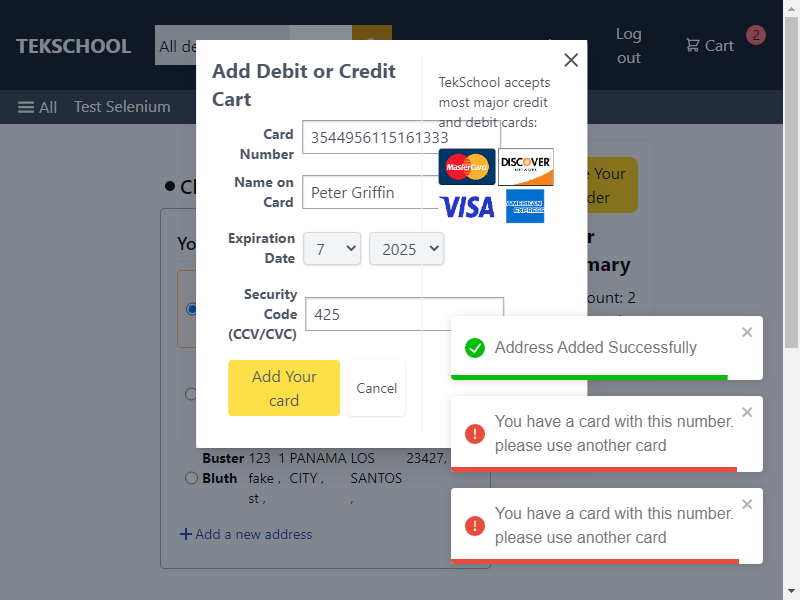 TEKSCHOOL
All de
Log out
Cart
2
All
Test Selenium
Add Debit or Credit Cart
Card Number
3544956115161333
Name on Card
Peter Griffin
Expiration Date
7
2025
Security Code (CCV/CVC)
425
Add Your card
Cancel
TekSchool accepts
most major credit
and debit cards:
MasterCard
DISCOVER
NETWORK
VISA
AMERICAN EXPRESS
Your
der
r
mary
ount: 2
Yo
Buster Bluth
123 fake st ,
1 PANAMA CITY ,
LOS SANTOS ,
23427,
Add a new address
Address Added Successfully
You have a card with this number.
please use another card
You have a card with this number.
please use another card